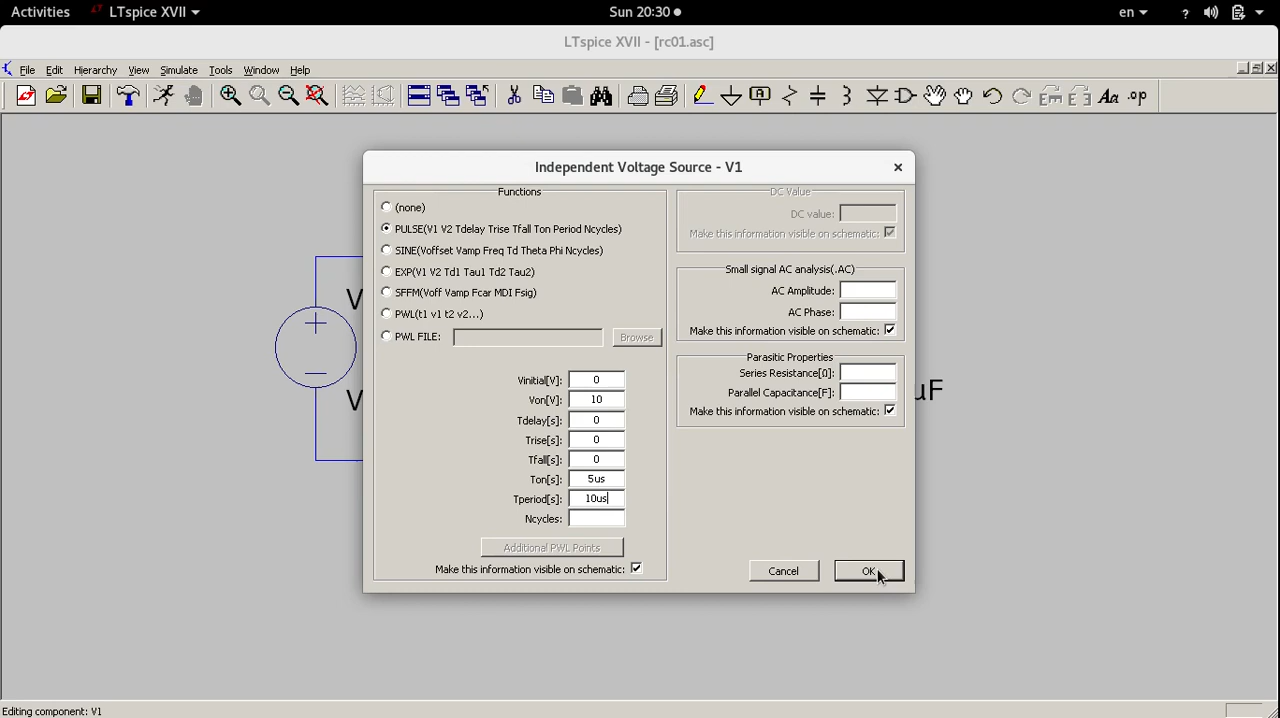 Activities LTspice XVII Sun 20:30 en ?
LTspice XVII - [rc01.asc]
File Edit Hierarchy View Simulate Tools Window Help
Aa .op
Independent Voltage Source - V1
Functions
(none)
PULSE(V1 V2 Tdelay Trise Tfall Ton Period Ncycles)
SINE(Voffset Vamp Freq Td Theta Phi Ncycles)
EXP(V1 V2 Td1 Tau1 Td2 Tau2)
SFFM(Voff Vamp Fcar MDI Fsig)
PWL(t1 v1 t2 v2...)
PWL FILE: Browse
Vinitial[V]: 0
Von[V]: 10
Tdelay[s]: 0
Trise[s]: 0
Tfall[s]: 0
Ton[s]: 5us
Tperiod[s]: 10us
Ncycles:
Additional PWL Points
Make this information visible on schematic:
DC Value
DC value:
Make this information visible on schematic:
Small signal AC analysis(.AC)
AC Amplitude:
AC Phase:
Make this information visible on schematic:
Parasitic Properties
Series Resistance[Ω]:
Parallel Capacitance[F]:
Make this information visible on schematic:
Cancel OK
V
V
uF
Editing component: V1